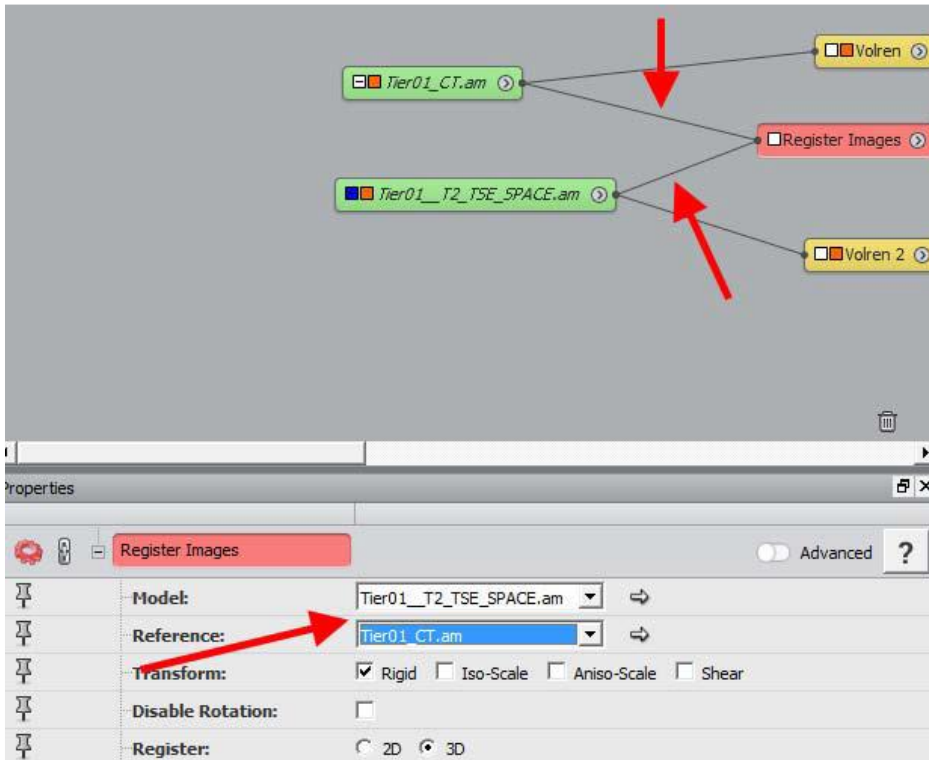 Volren
Tier01_CT.am
Register Images
Tier01__T2_TSE_SPACE.am
Volren 2
Properties
Register Images Advanced ?
Model: Tier01__T2_TSE_SPACE.am
Reference: Tier01_CT.am
Transform: Rigid Iso-Scale Aniso-Scale Shear
Disable Rotation:
Register: 2D 3D